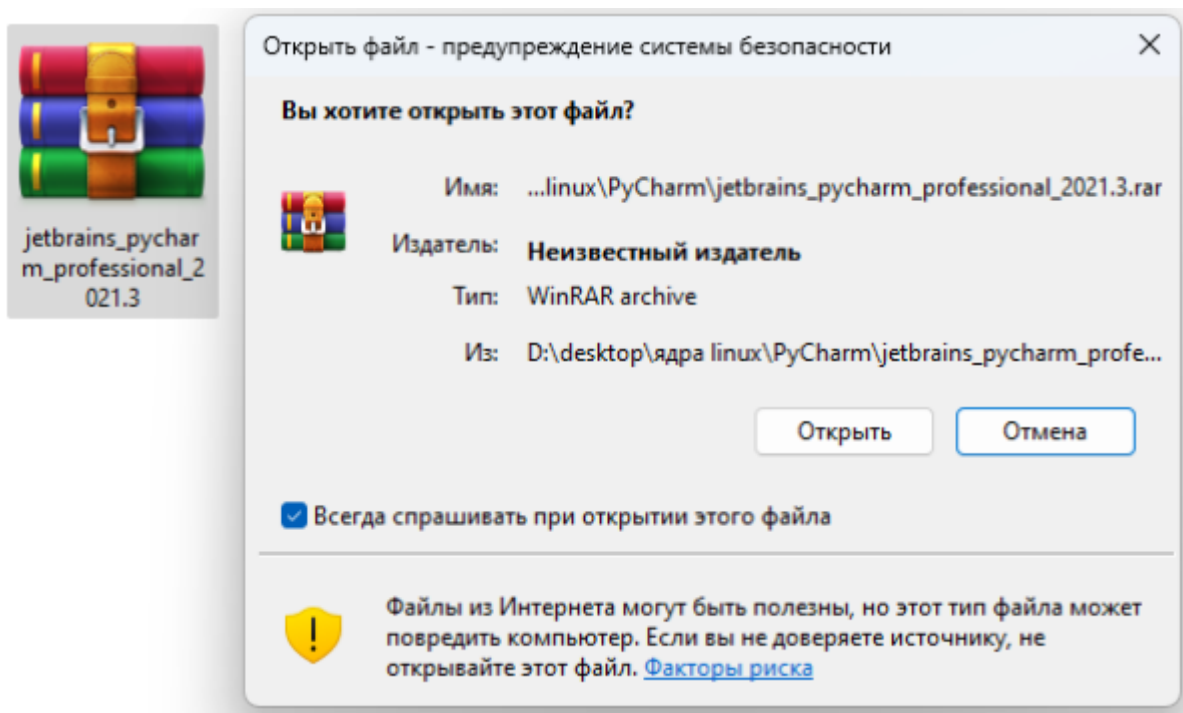 jetbrains_pychar
m_professional_2
021.3
Открыть файл - предупреждение системы безопасности
Вы хотите открыть этот файл?
Имя: ...linux\PyCharm\jetbrains_pycharm_professional_2021.3.rar
Издатель: Неизвестный издатель
Тип: WinRAR archive
Из: D:\desktop\ядра linux\PyCharm\jetbrains_pycharm_profe...
Открыть Отмена
Всегда спрашивать при открытии этого файла
Файлы из Интернета могут быть полезны, но этот тип файла может
повредить компьютер. Если вы не доверяете источнику, не
открывайте этот файл. Факторы риска